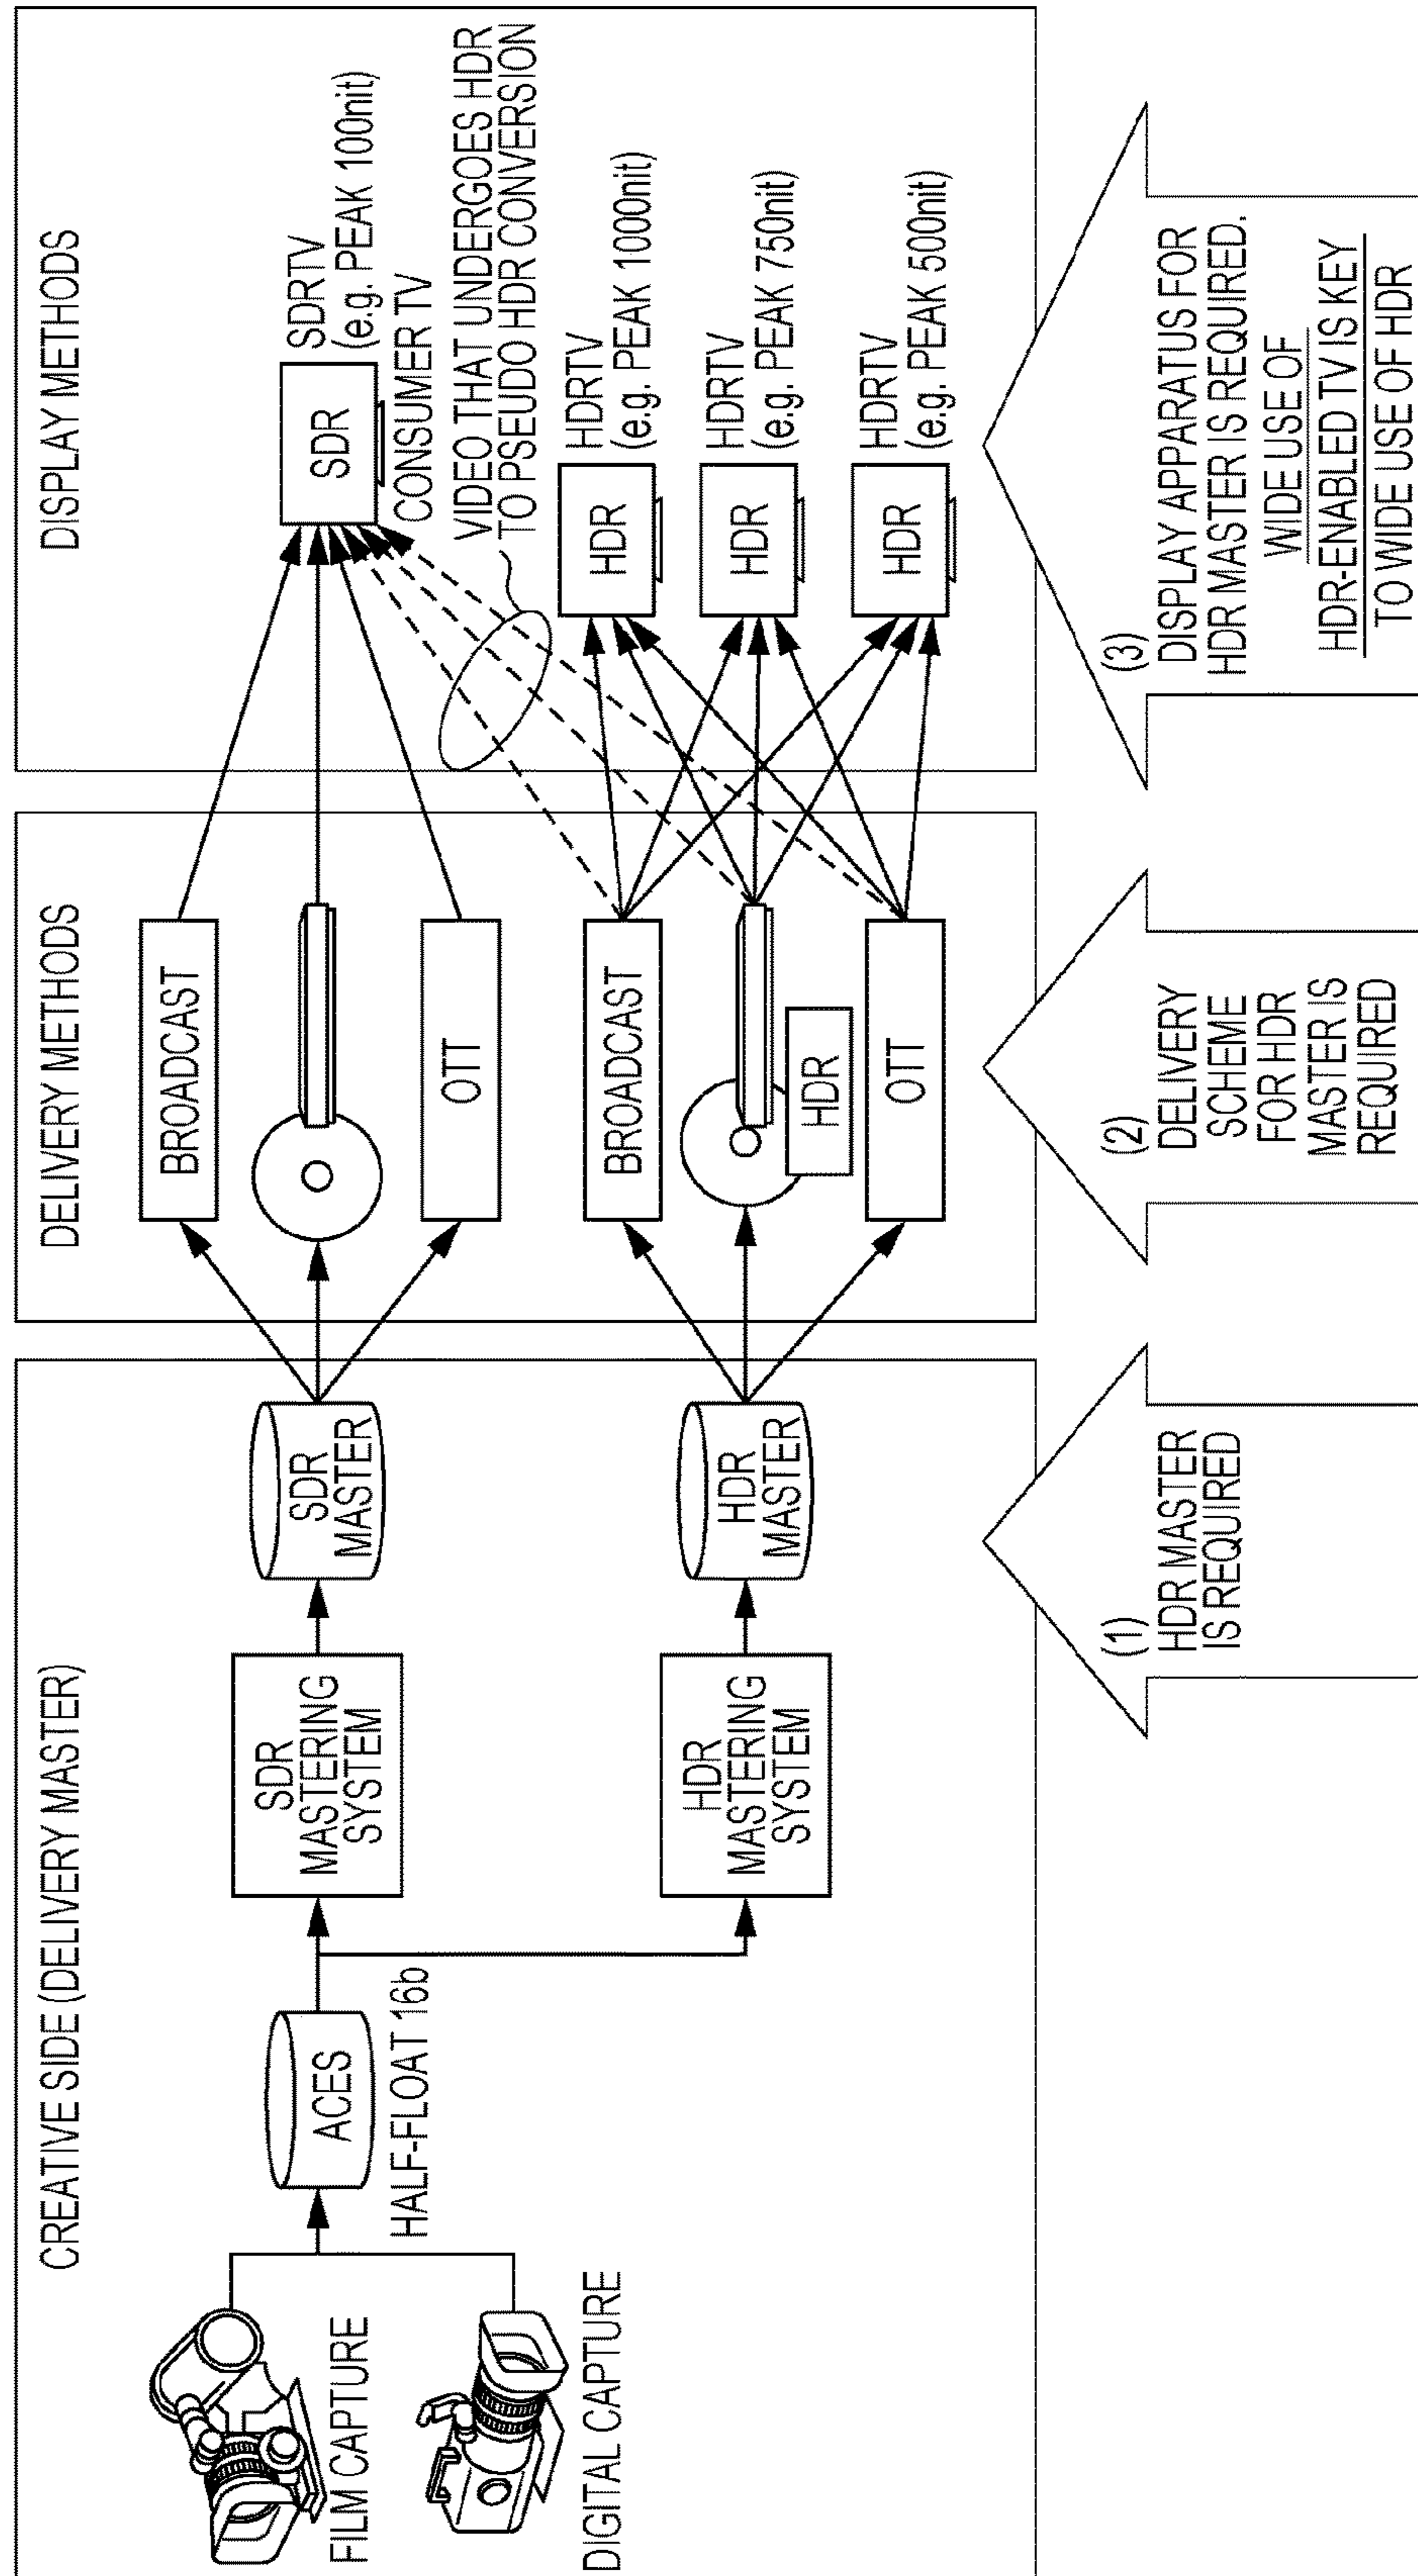 CREATIVE SIDE (DELIVERY MASTER)
FILM CAPTURE
DIGITAL CAPTURE
ACES
HALF-FLOAT 16b
SDR
MASTERING
SYSTEM
HDR
MASTERING
SYSTEM
SDR
MASTER
HDR
MASTER
DELIVERY METHODS
BROADCAST
OTT
BROADCAST
HDR
OTT
DISPLAY METHODS
SDR
SDRTV
(e.g. PEAK 100nit)
CONSUMER TV
VIDEO THAT UNDERGOES HDR
TO PSEUDO HDR CONVERSION
HDR
HDRTV
(e.g. PEAK 1000nit)
HDR
HDRTV
(e.g. PEAK 750nit)
HDR
HDRTV
(e.g. PEAK 500nit)
(1)
HDR MASTER
IS REQUIRED
(2)
DELIVERY
SCHEME
FOR HDR
MASTER IS
REQUIRED
(3)
DISPLAY APPARATUS FOR
HDR MASTER IS REQUIRED.
WIDE USE OF
HDR-ENABLED TV IS KEY
TO WIDE USE OF HDR